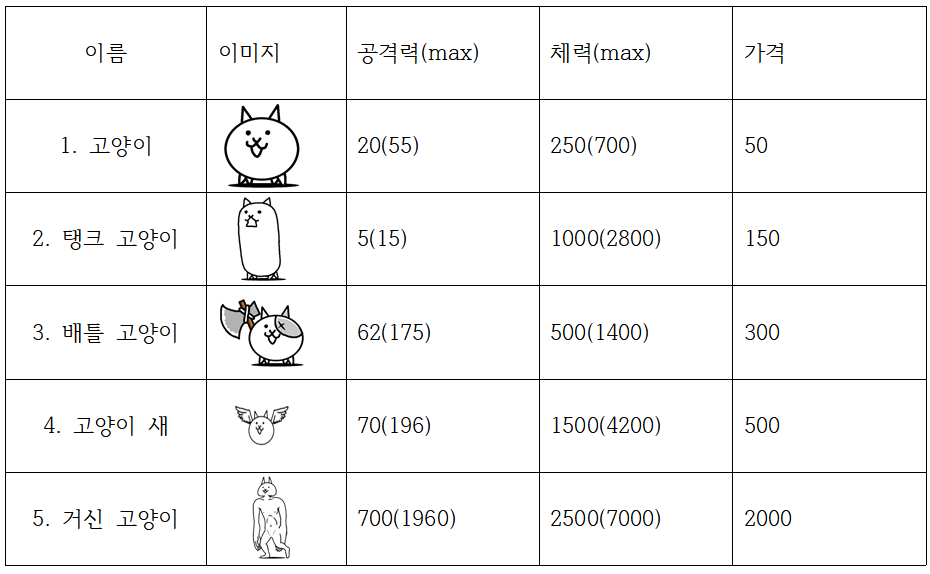 이름 이미지 공격력(max) 체력(max) 가격
1. 고양이 20(55) 250(700) 50
2. 탱크 고양이 5(15) 1000(2800) 150
3. 배틀 고양이 62(175) 500(1400) 300
4. 고양이 새 70(196) 1500(4200) 500
5. 거신 고양이 700(1960) 2500(7000) 2000